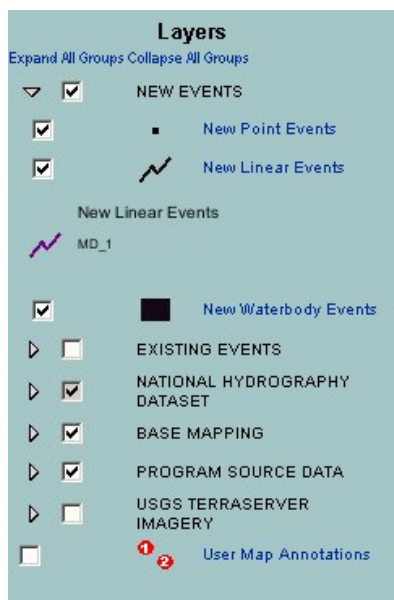 Layers
Expand All Groups Collapse All Groups
NEW EVENTS
New Point Events
New Linear Events
New Linear Events
MD_1
New Waterbody Events
EXISTING EVENTS
NATIONAL HYDROGRAPHY
DATASET
BASE MAPPING
PROGRAM SOURCE DATA
USGS TERRASERVER
IMAGERY
1
2
User Map Annotations